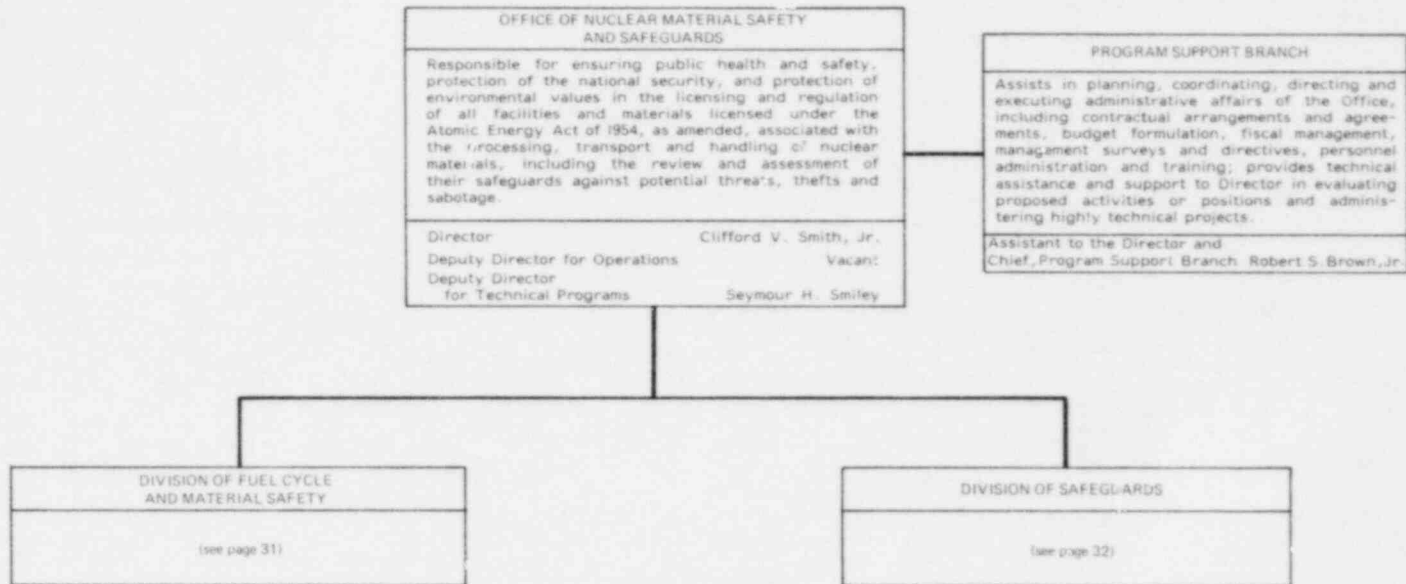 OFFICE OF NUCLEAR MATERIAL SAFETY
AND SAFEGUARDS
Responsible for ensuring public health and safety,
protection of the national security, and protection of
environmental values in the licensing and regulation
of all facilities and materials licensed under the
Atomic Energy Act of 1954, as amended, associated with
the processing, transport and handling of nuclear
materials, including the review and assessment of
their safeguards against potential threats, thefts and
sabotage.
Director Clifford V. Smith, Jr.
Deputy Director for Operations Vacant
Deputy Director
for Technical Programs Seymour H. Smiley
PROGRAM SUPPORT BRANCH
Assists in planning, coordinating, directing and
executing administrative affairs of the Office,
including contractual arrangements and agree-
ments, budget formulation, fiscal management,
management surveys and directives, personnel
administration and training; provides technical
assistance and support to Director in evaluating
proposed activities or positions and adminis-
tering highly technical projects.
Assistant to the Director and
Chief, Program Support Branch Robert S. Brown, Jr.
DIVISION OF FUEL CYCLE
AND MATERIAL SAFETY
(see page 31)
DIVISION OF SAFEGUARDS
(see page 32)